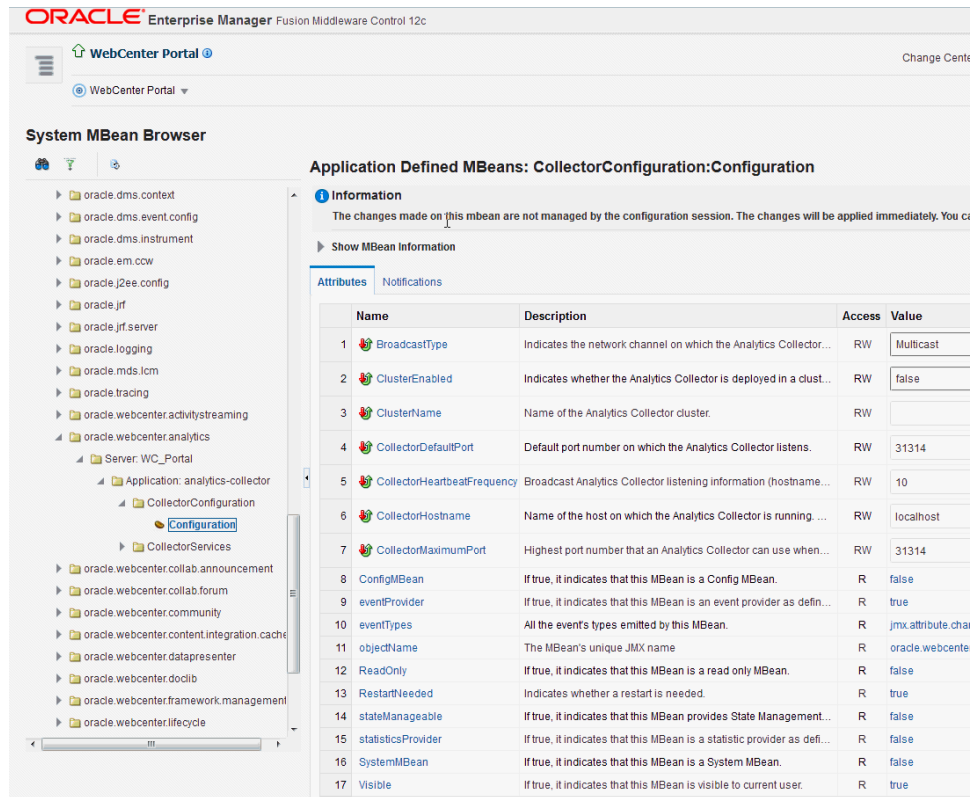 ORACLE Enterprise Manager Fusion Middleware Control 12c
WebCenter Portal
Change Cente
WebCenter Portal
System MBean Browser
oracle.dms.context
oracle.dms.event.config
oracle.dms.instrument
oracle.em.ccw
oracle.j2ee.config
oracle.jrf
oracle.jrf.server
oracle.logging
oracle.mds.lcm
oracle.tracing
oracle.webcenter.activitystreaming
oracle.webcenter.analytics
Server: WC_Portal
Application: analytics-collector
CollectorConfiguration
Configuration
CollectorServices
oracle.webcenter.collab.announcement
oracle.webcenter.collab.forum
oracle.webcenter.community
oracle.webcenter.content.integration.cache
oracle.webcenter.datapresenter
oracle.webcenter.doclib
oracle.webcenter.framework.management
oracle.webcenter.lifecycle
Application Defined MBeans: CollectorConfiguration:Configuration
Information
The changes made on this mbean are not managed by the configuration session. The changes will be applied immediately. You ca
Show MBean Information
Attributes Notifications
Name Description Access Value
1 BroadcastType Indicates the network channel on which the Analytics Collector... RW Multicast
2 ClusterEnabled Indicates whether the Analytics Collector is deployed in a clust... RW false
3 ClusterName Name of the Analytics Collector cluster. RW
4 CollectorDefaultPort Default port number on which the Analytics Collector listens. RW 31314
5 CollectorHeartbeatFrequency Broadcast Analytics Collector listening information (hostname... RW 10
6 CollectorHostname Name of the host on which the Analytics Collector is running. ... RW localhost
7 CollectorMaximumPort Highest port number that an Analytics Collector can use when... RW 31314
8 ConfigMBean If true, it indicates that this MBean is a Config MBean. R false
9 eventProvider If true, it indicates that this MBean is an event provider as defin... R true
10 eventTypes All the event's types emitted by this MBean. R jmx.attribute.char
11 objectName The MBean's unique JMX name R oracle.webcenter
12 ReadOnly If true, it indicates that this MBean is a read only MBean. R false
13 RestartNeeded Indicates whether a restart is needed. R true
14 stateManageable If true, it indicates that this MBean provides State Management... R false
15 statisticsProvider If true, it indicates that this MBean is a statistic provider as defi... R false
16 SystemMBean If true, it indicates that this MBean is a System MBean. R false
17 Visible If true, it indicates that this MBean is visible to current user. R true